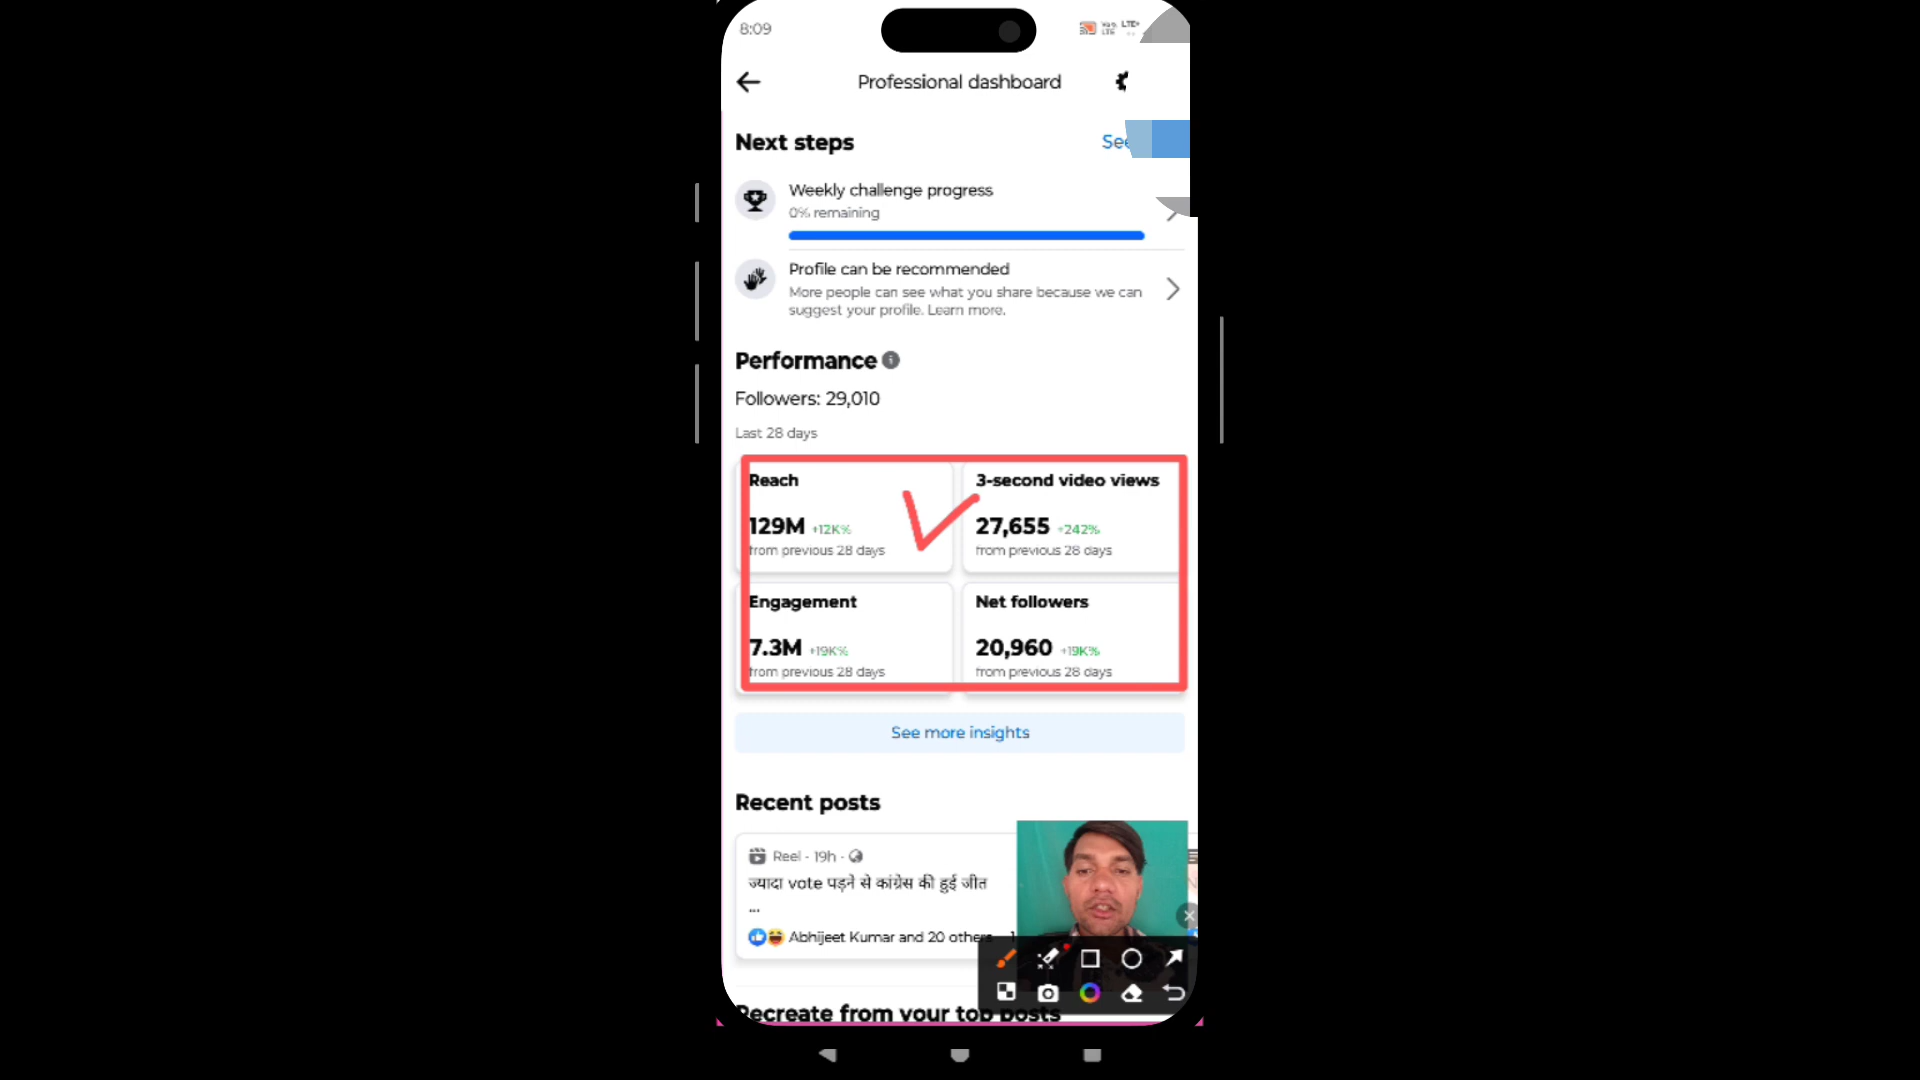 8:09
LTE+
Professional dashboard
Next steps
See
Weekly challenge progress
0% remaining
Profile can be recommended
More people can see what you share because we can
suggest your profile. Learn more.
Performance
Followers: 29,010
Last 28 days
Reach
129M +12K%
from previous 28 days
3-second video views
27,655 +242%
from previous 28 days
Engagement
7.3M +19K%
from previous 28 days
Net followers
20,960 +19K%
from previous 28 days
See more insights
Recent posts
Reel - 19h -
ज्यादा vote पड़ने से कांग्रेस की हुई जीत
...
Abhijeet Kumar and 20 others
Recreate from your top posts